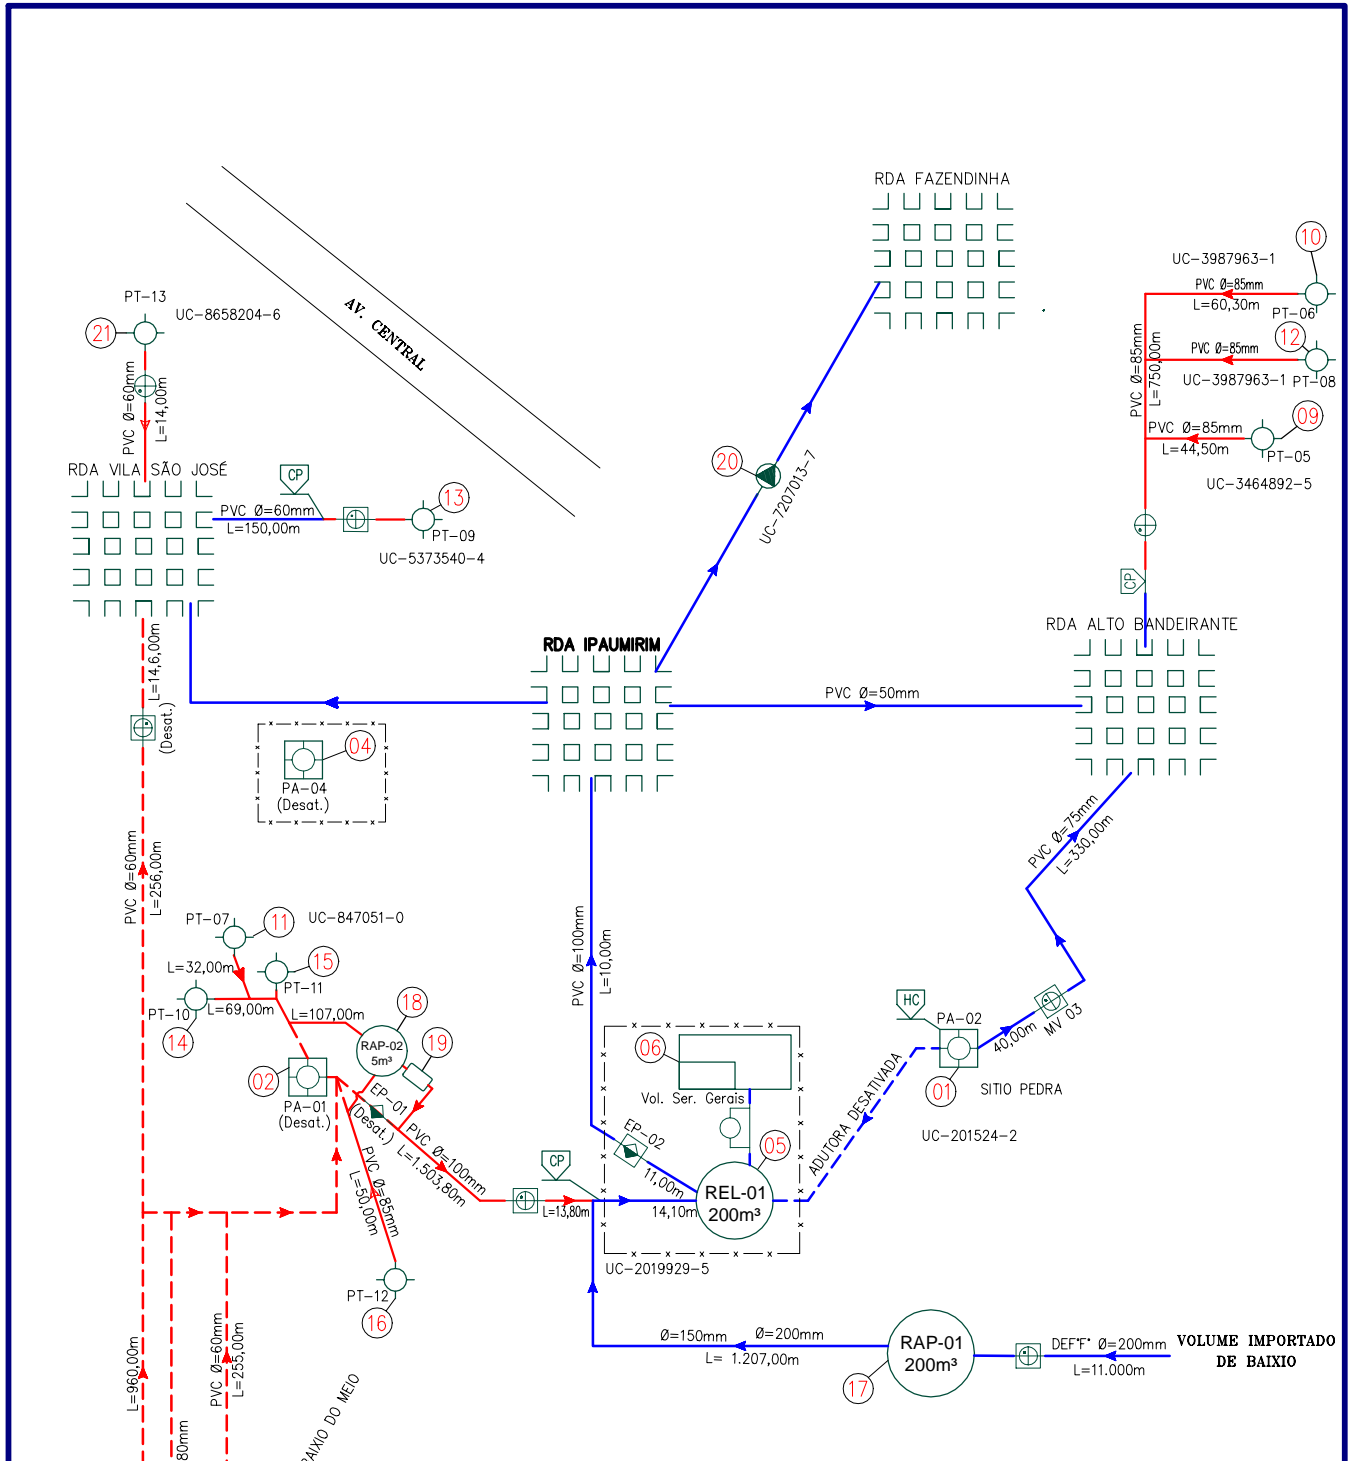 RDA FAZENDINHA
10
UC-3987963-1
PVC Ø=85mm
L=60,30m
PT-06
PT-13
UC-8658204-6
21
AV. CENTRAL
12
PVC Ø=85mm
UC-3987963-1
PT-08
PVC Ø=85mm
L=750,00m
PVC Ø=60mm
L=14,00m
09
PVC Ø=85mm
L=44,50m
PT-05
UC-3464892-5
RDA VILA SÃO JOSÉ
CP
20
UC-7207013-7
13
PVC Ø=60mm
L=150,00m
PT-09
UC-5373540-4
CP
RDA IPAUMIRIM
RDA ALTO BANDEIRANTE
L=14,6,00m
(Desat.)
PVC Ø=50mm
04
PA-04
(Desat.)
PVC Ø=75mm
L=330,00m
PVC Ø=60mm
L=256,00m
PT-07
11
UC-847051-0
L=32,00m
15
PT-11
PVC Ø=100mm
L=10,00m
PT-10
L=69,00m
14
L=107,00m
18
RAP-02
5m³
19
HC
PA-02
40,00m
MV 03
01
SITIO PEDRA
UC-201524-2
02
PA-01
(Desat.)
EP-01
(Desat.)
06
Vol. Ser. Gerais
ADUTORA DESATIVADA
PVC Ø=100mm
L=1.503,80m
PVC Ø=85mm
L=50,00m
EP-02
11,00m
05
CP
L=13,80m
14,10m
REL-01
200m³
UC-2019929-5
PT-12
16
Ø=150mm
Ø=200mm
L= 1.207,00m
RAP-01
200m³
17
DEF°F° Ø=200mm
L=11.000m
VOLUME IMPORTADO
DE BAIXIO
L=960,00m
PVC Ø=60mm
L=255,00m
80mm
AIXIO DO MEIO